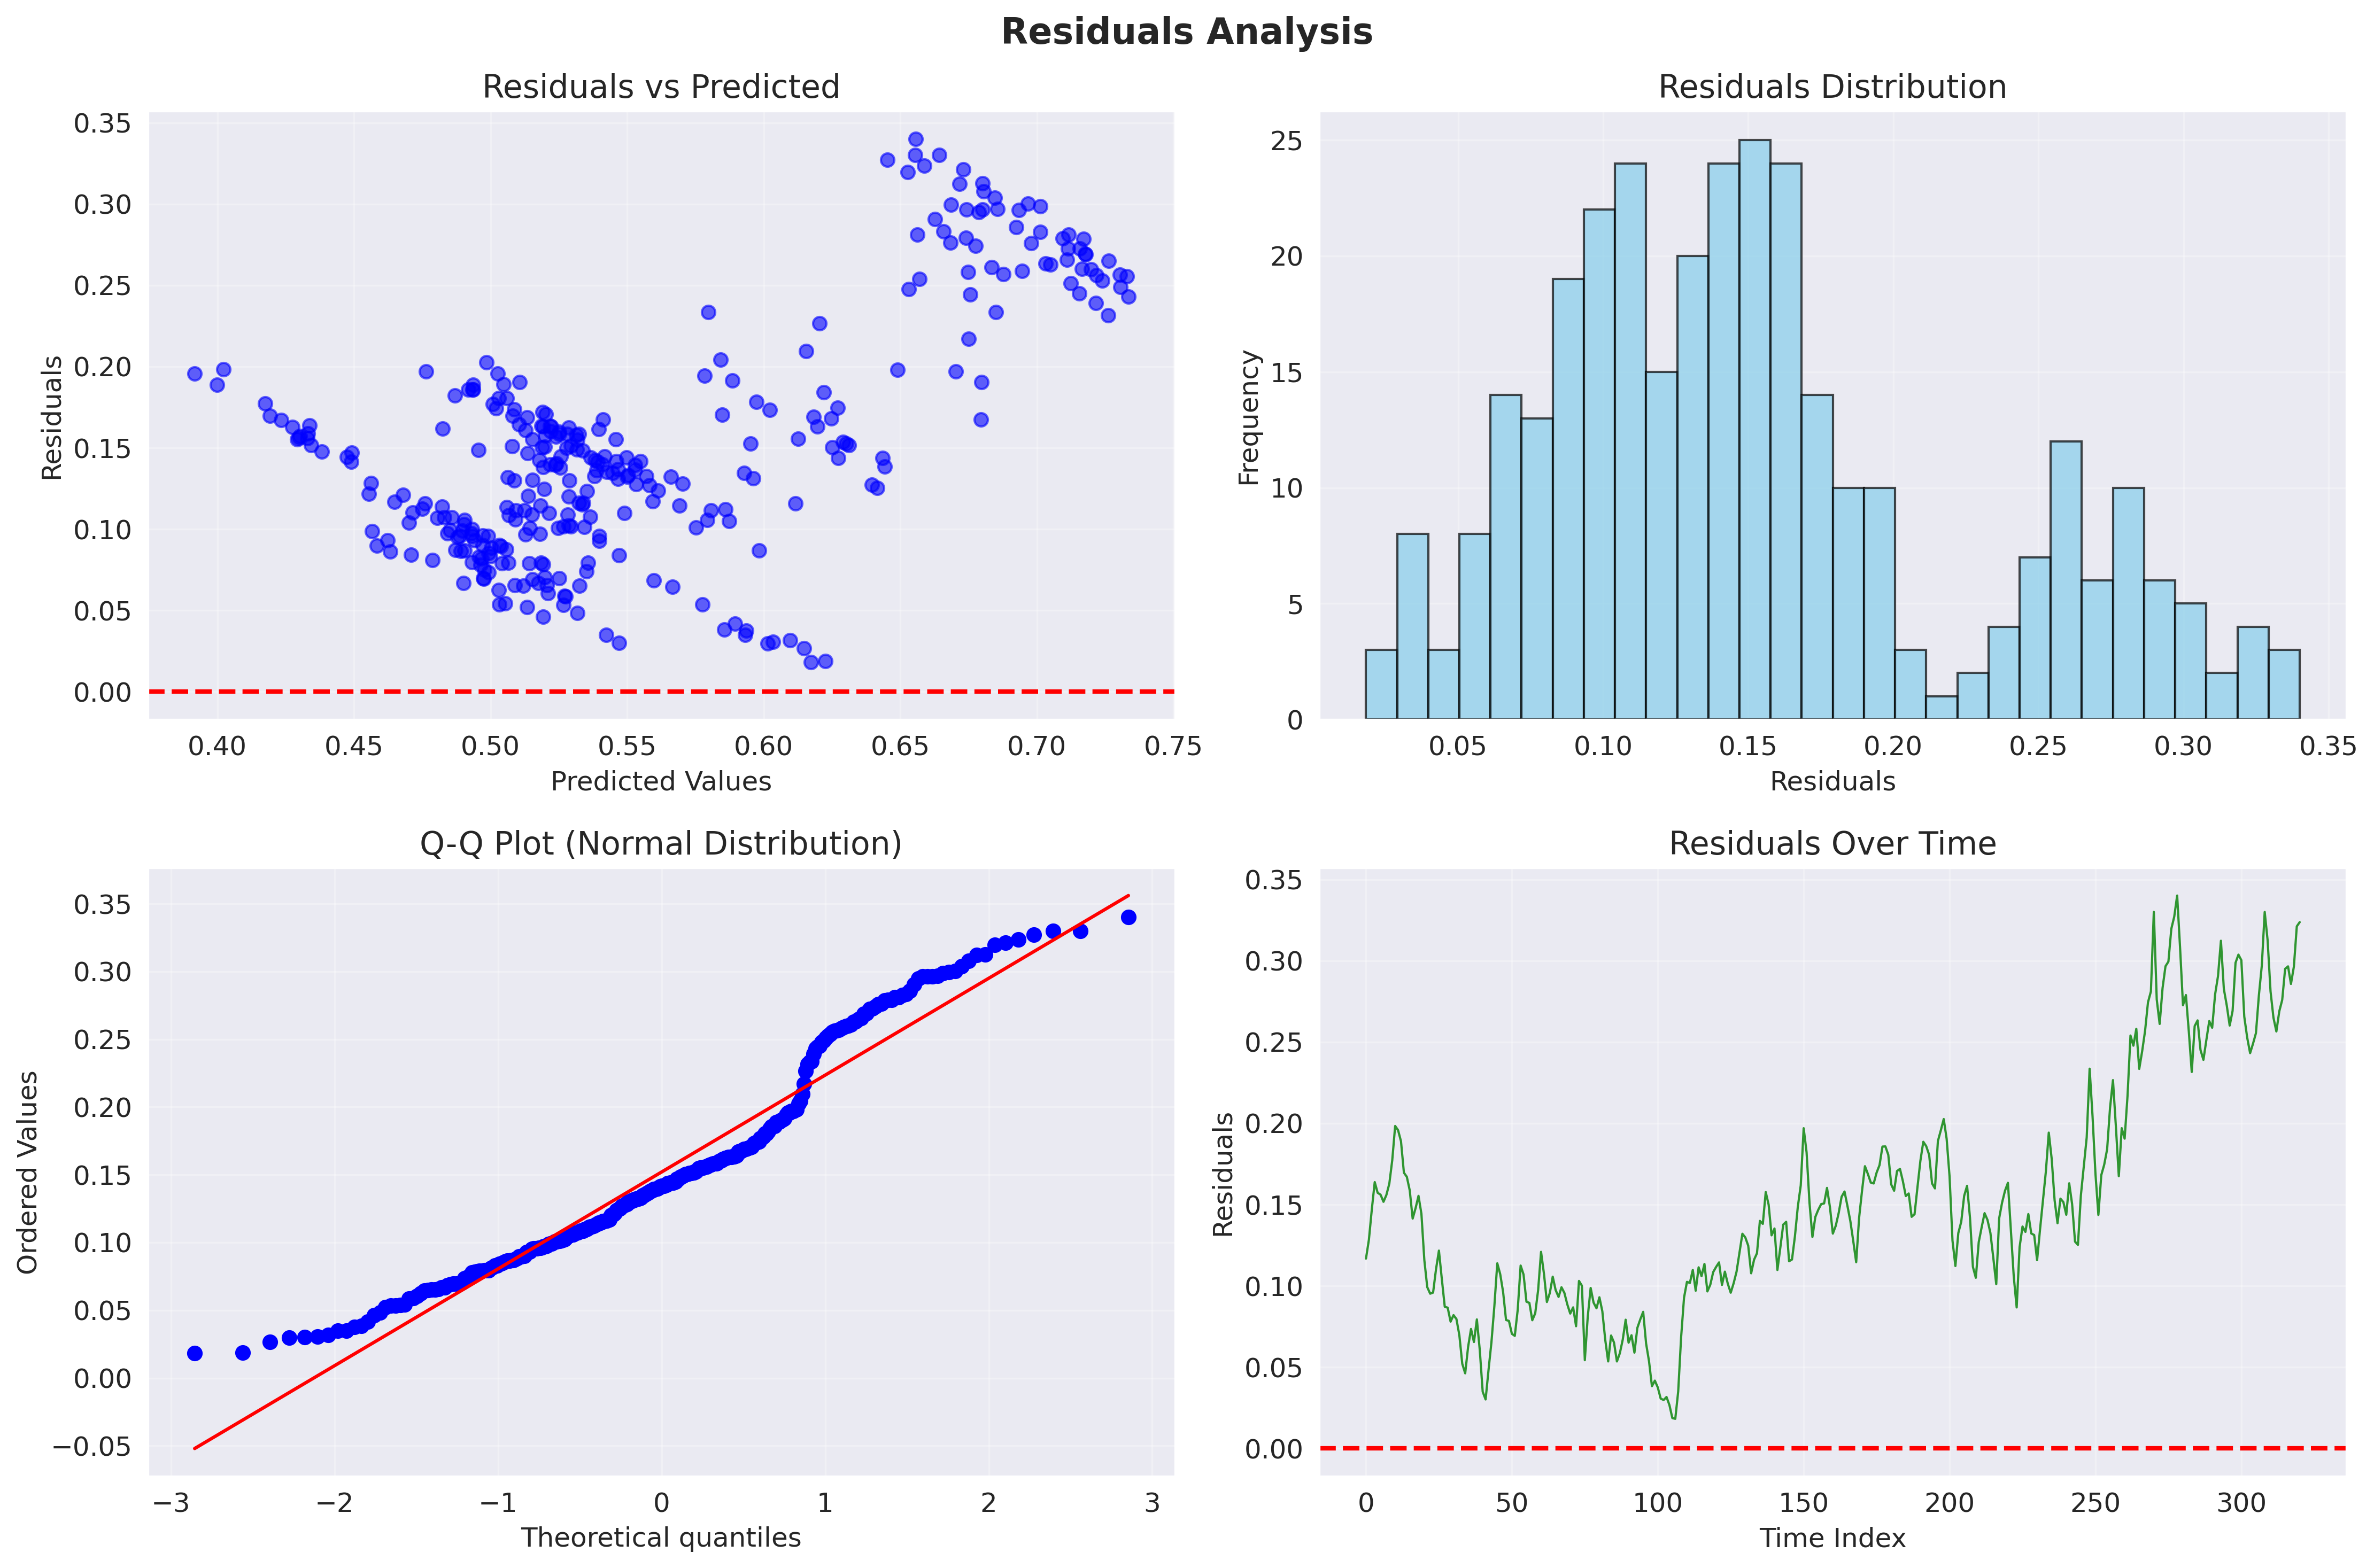 Residuals Analysis
Residuals vs Predicted
Residuals
0.35
0.30
0.25
0.20
0.15
0.10
0.05
0.00
0.40 0.45 0.50 0.55 0.60 0.65 0.70 0.75
Predicted Values
Residuals Distribution
Frequency
25
20
15
10
5
0
0.05 0.10 0.15 0.20 0.25 0.30 0.35
Residuals
Q-Q Plot (Normal Distribution)
Ordered Values
0.35
0.30
0.25
0.20
0.15
0.10
0.05
0.00
−0.05
−3 −2 −1 0 1 2 3
Theoretical quantiles
Residuals Over Time
Residuals
0.35
0.30
0.25
0.20
0.15
0.10
0.05
0.00
0 50 100 150 200 250 300
Time Index